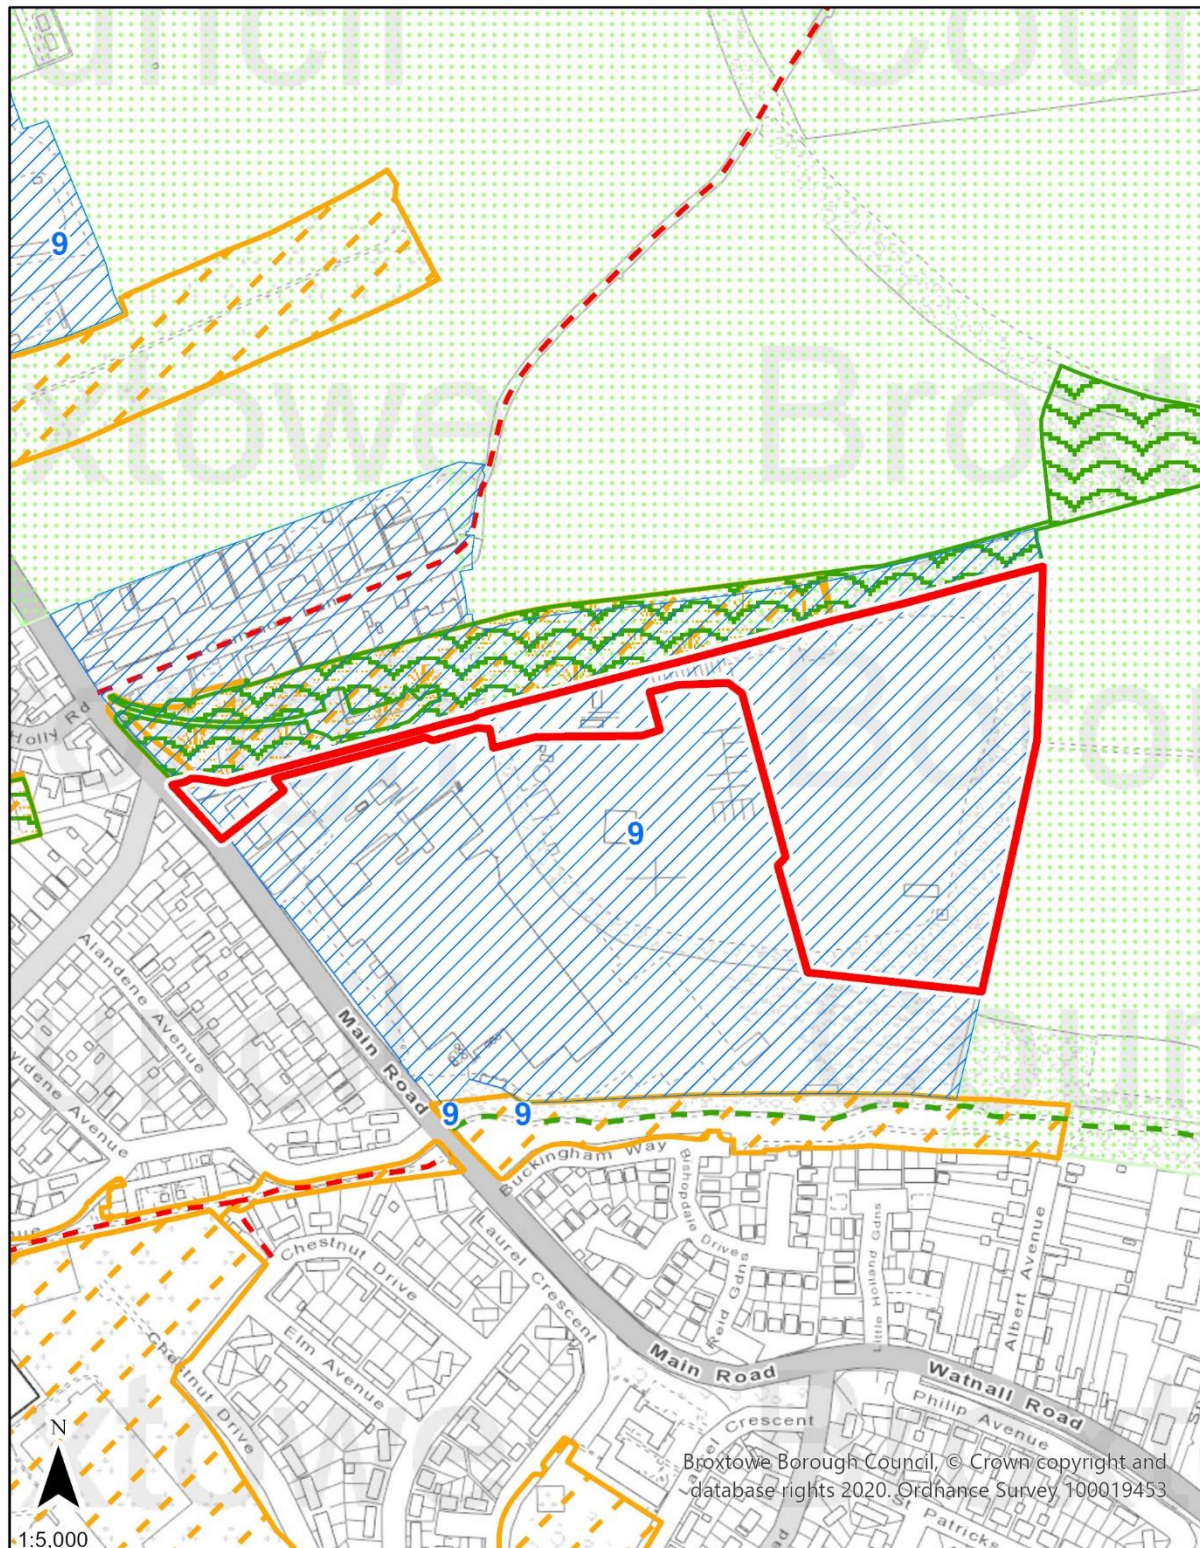 9
Holly Rd
9
Alandene Avenue
Main Road
9
9
Buckingham Way
Bishopdale
Drive
Reid Gdns
Little Holland Gdns
Albert Avenue
Laurel Crescent
Chestnut Drive
Elm Avenue
Chestnut Drive
Main Road
Watnall Road
Philip Avenue
Crescent
Patricks
N
1:5,000
Broxtowe Borough Council, © Crown copyright and
database rights 2020. Ordnance Survey 100019453